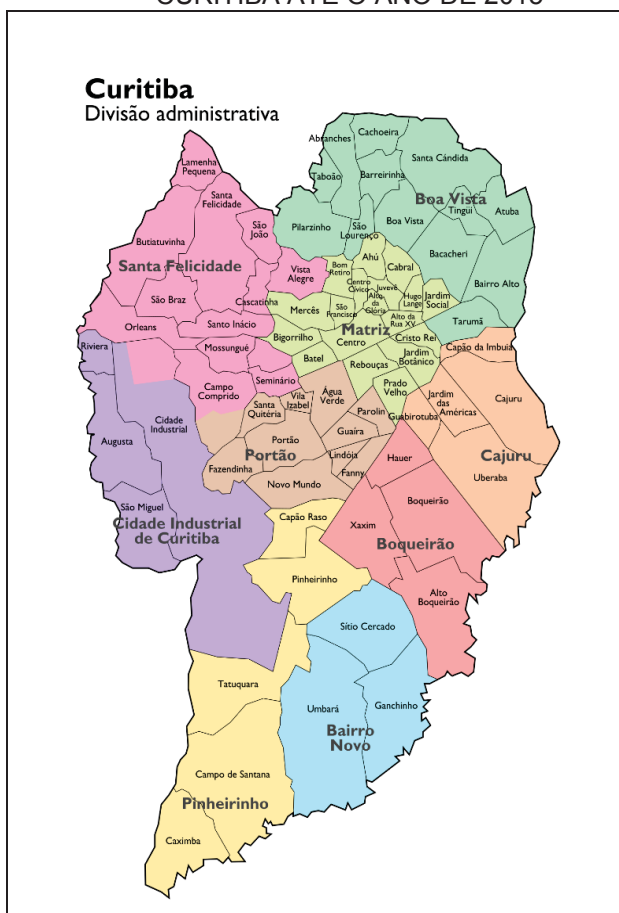 CURITIBA ATÉ O ANO DE 2015
Curitiba
Divisão administrativa
Abranches
Cachoeira
Santa Cándida
Lamenha
Pequena
Taboão
Barreirinha
Santa
Felicidade
Boa Vista
Tingui
Atuba
São
João
Pilarzinho
São
Lourenço
Boa Vista
Butiatuvinha
Santa Felicidade
Vista
Alegre
Bom
Retiro
Ahú
Cabral
Bacacheri
Bairro Alto
Centro
Cívico
Juvevê
Hugo
Lange
Jardim
Social
São Braz
Cascatinha
Mercês
São
Francisco
Alto
da
Glória
Alto da
Rua XV
Tarumã
Orleans
Santo Inácio
Matriz
Bigorrilho
Centro
Cristo Rei
Riviera
Mossunguê
Batel
Rebouças
Jardim
Botânico
Capão da Imbuia
Campo
Comprido
Seminário
Prado
Velho
Água
Verde
Vila
Izabel
Santa
Quitéria
Parolin
Guabirotuba
Jardim
das
Américas
Cajuru
Cidade
Industrial
Augusta
Guaíra
Portão
Portão
Lindóia
Fanny
Fazendinha
Hauer
Cajuru
Uberaba
Novo Mundo
Boqueirão
São Miguel
Cidade Industrial
de Curitiba
Capão Raso
Xaxim
Boqueirão
Pinheirinho
Alto
Boqueirão
Sítio Cercado
Tatuquara
Umbará
Ganchinho
Bairro
Novo
Campo de Santana
Pinheirinho
Caximba